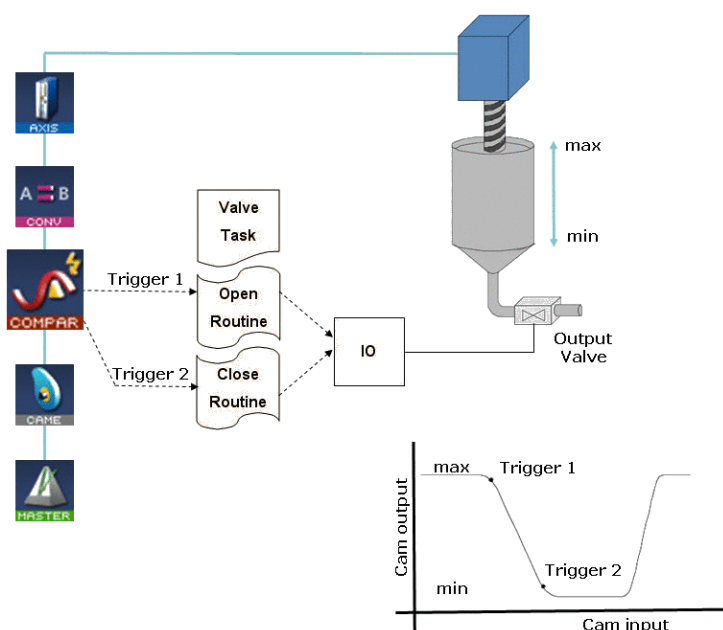 AXIS
A B
CONV
COMPAR
CAME
MASTER
Trigger 1
Trigger 2
Valve
Task
Open
Routine
Close
Routine
IO
max
min
Output
Valve
max
Trigger 1
Trigger 2
min
Cam output
Cam input